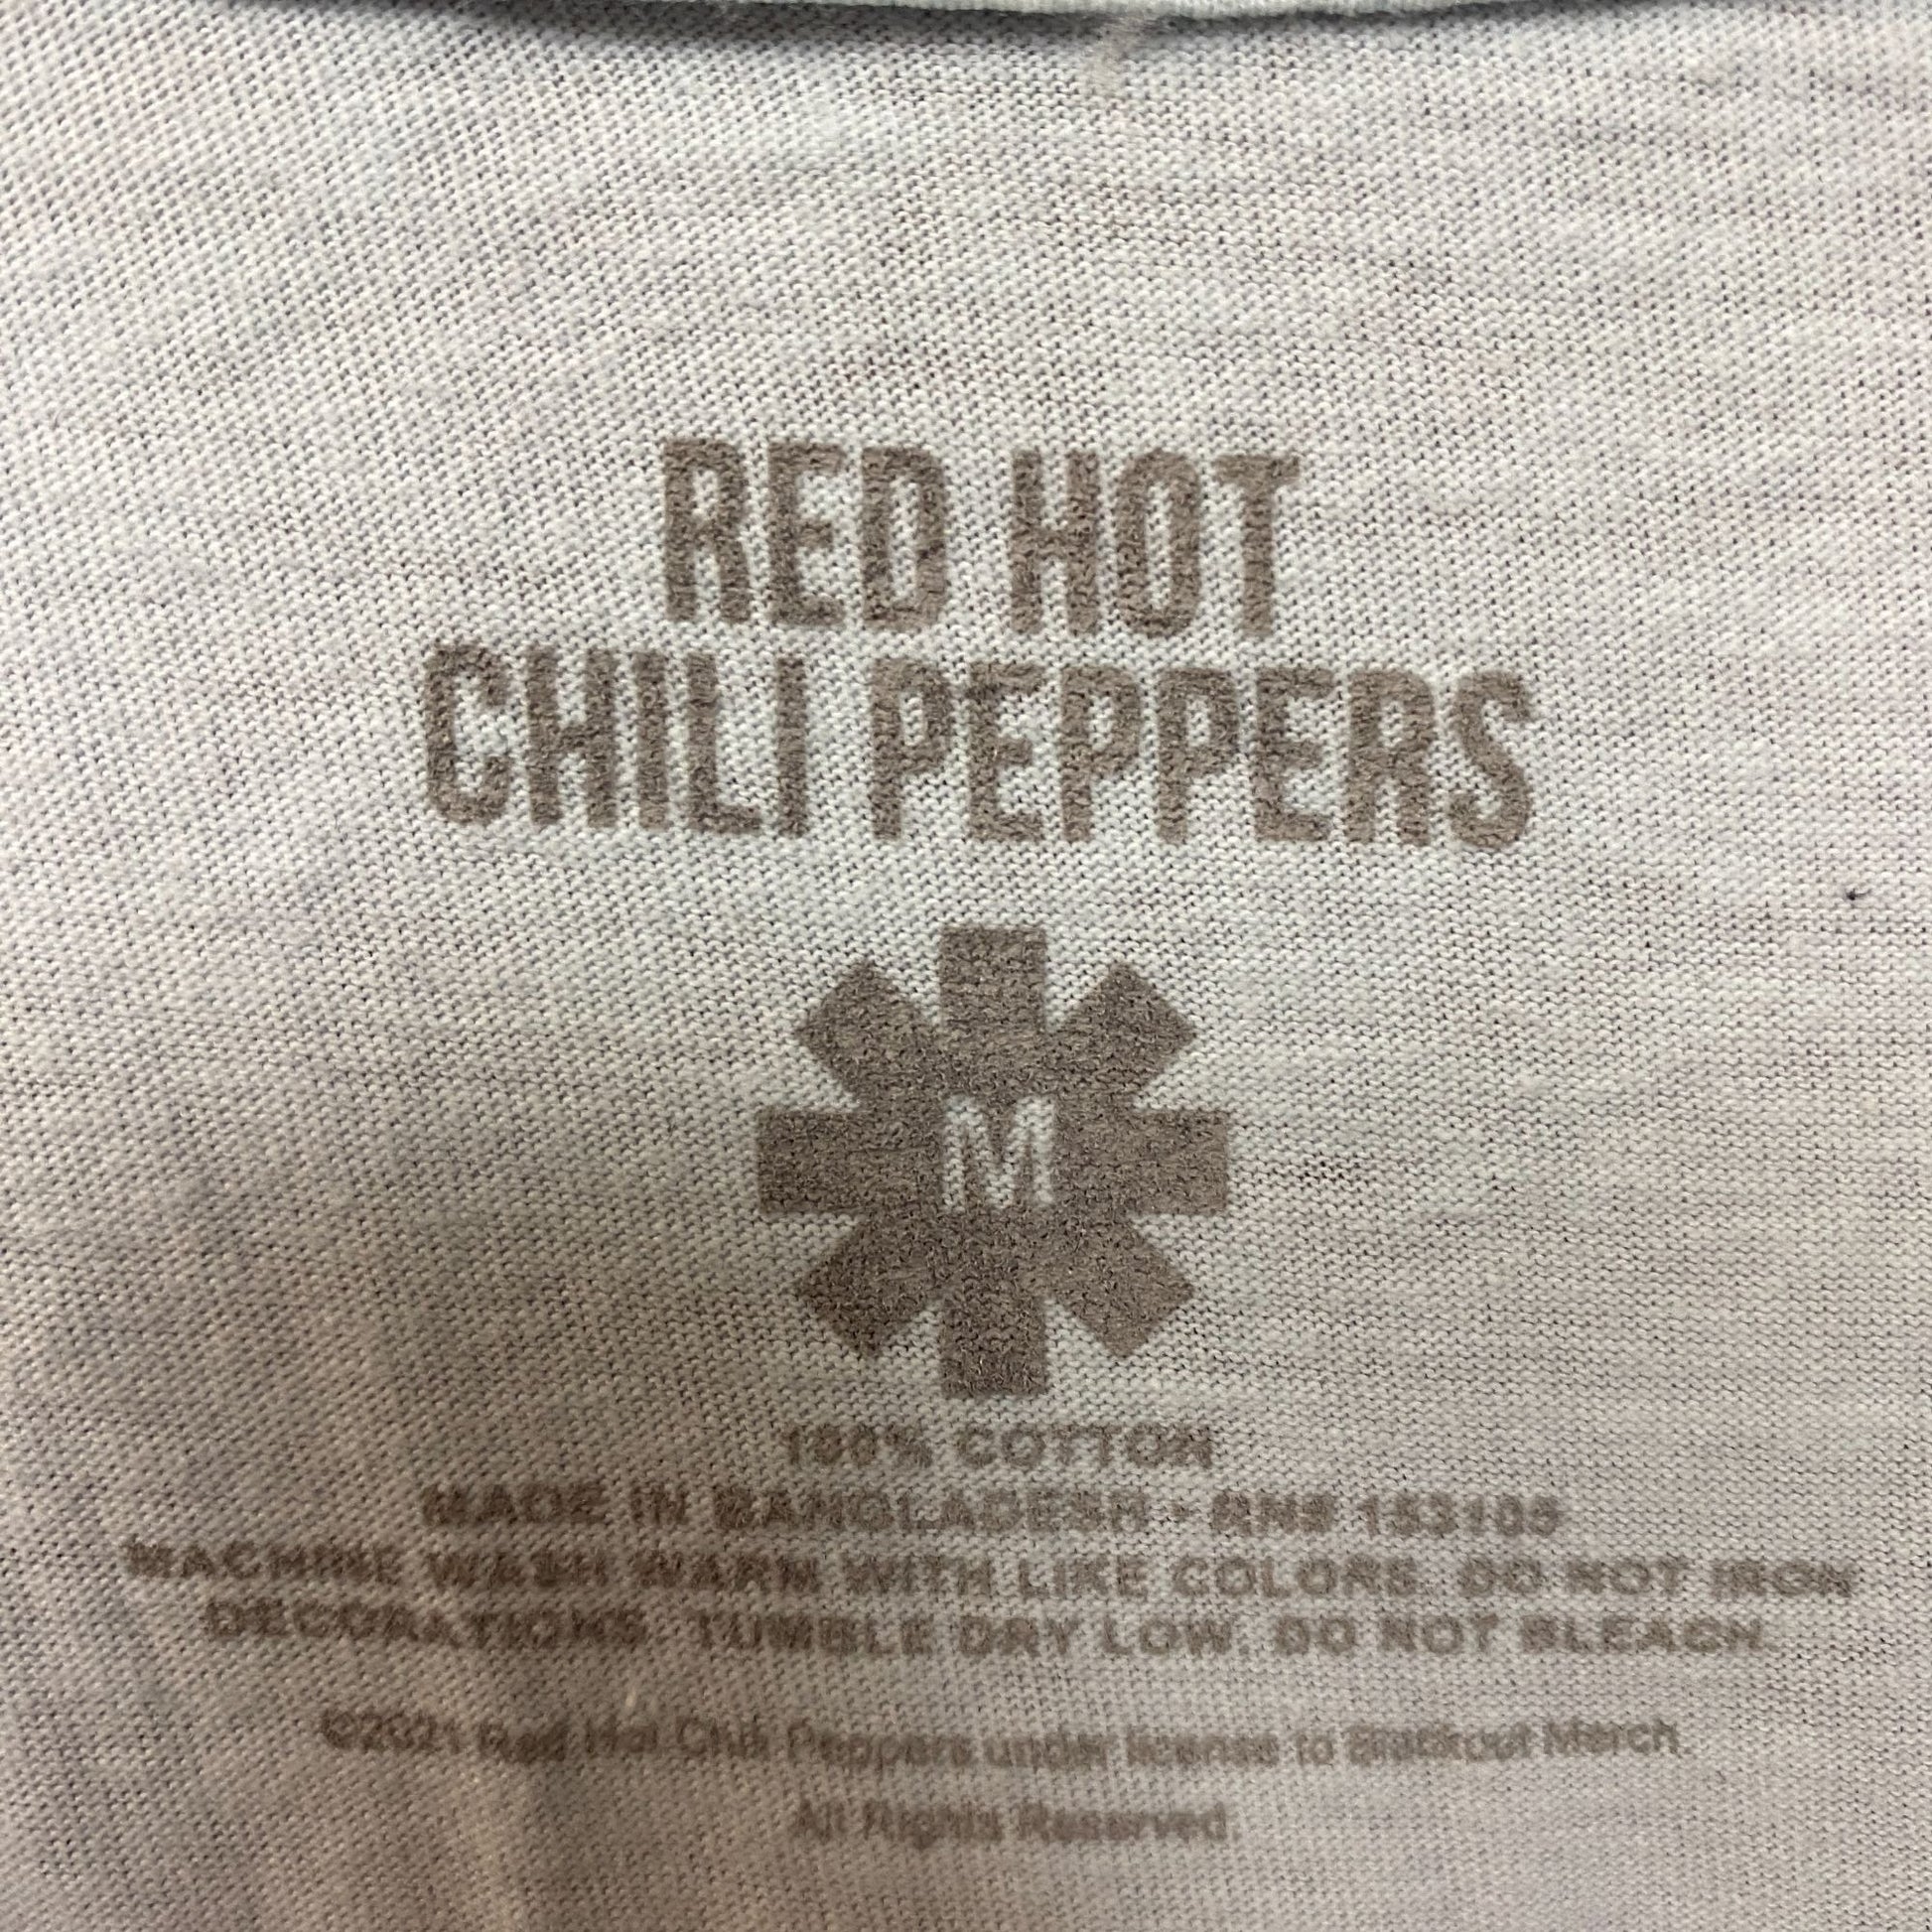 RED HOT
CHILI PEPPERS
M
100% COTTON
MADE IN BANGLADESH • RN# 153105
MACHINE WASH WARM WITH LIKE COLORS. DO NOT IRON
DECORATIONS. TUMBLE DRY LOW. DO NOT BLEACH.
©2021 Red Hot Chili Peppers under license to Blackout Merch.
All Rights Reserved.